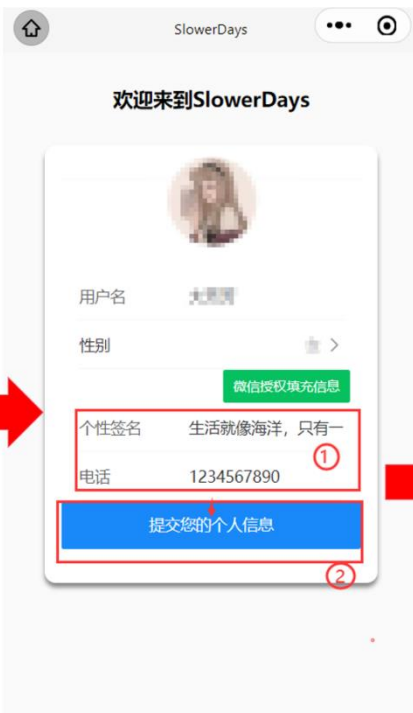 SlowerDays
欢迎来到SlowerDays
用户名
性别
微信授权填充信息
个性签名 生活就像海洋，只有一
①
电话 1234567890
提交您的个人信息
②